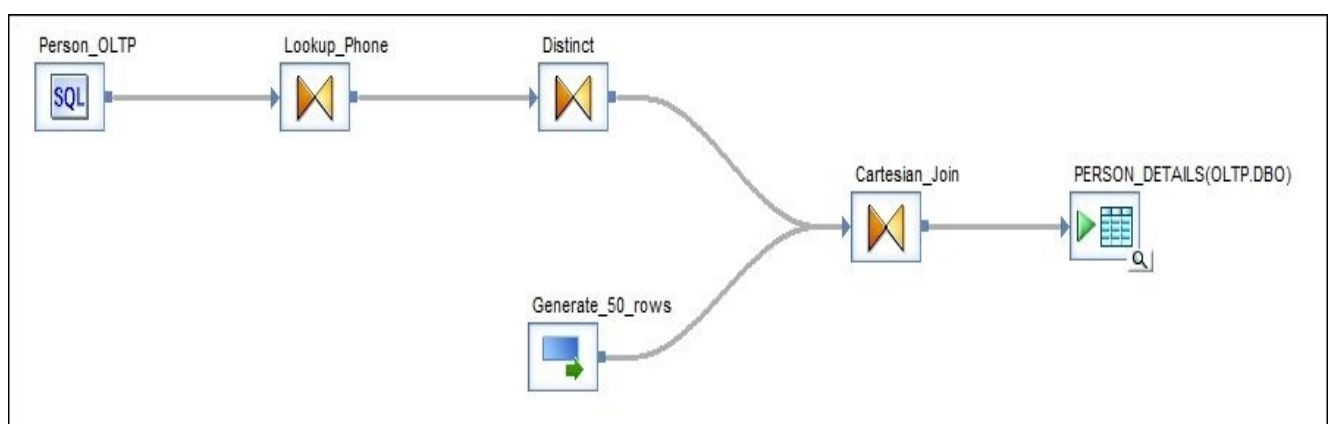 Person_OLTP
Lookup_Phone
Distinct
SQL
Cartesian_Join
PERSON_DETAILS(OLTP.DBO)
Generate_50_rows